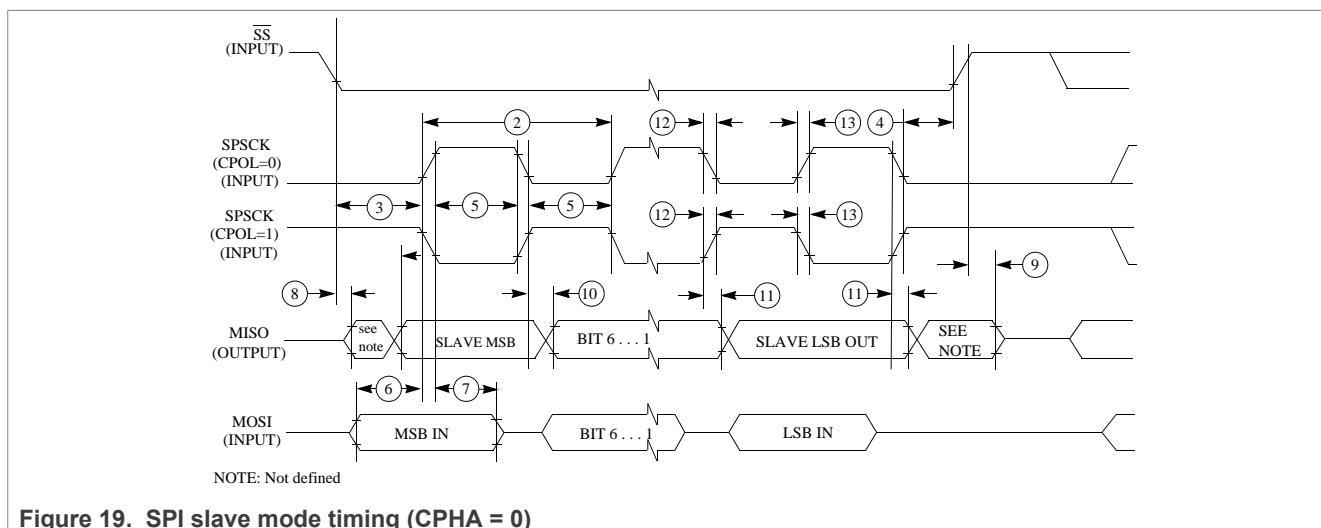 SS
(INPUT)
2
12
13
4
SPSCK
(CPOL=0)
(INPUT)
3
5
5
SPSCK
(CPOL=1)
(INPUT)
12
13
8
10
11
11
9
MISO
(OUTPUT)
see
note
SLAVE MSB
BIT 6 . . . 1
SLAVE LSB OUT
SEE
NOTE
6
7
MOSI
(INPUT)
MSB IN
BIT 6 . . . 1
LSB IN
NOTE: Not defined
Figure 19. SPI slave mode timing (CPHA = 0)